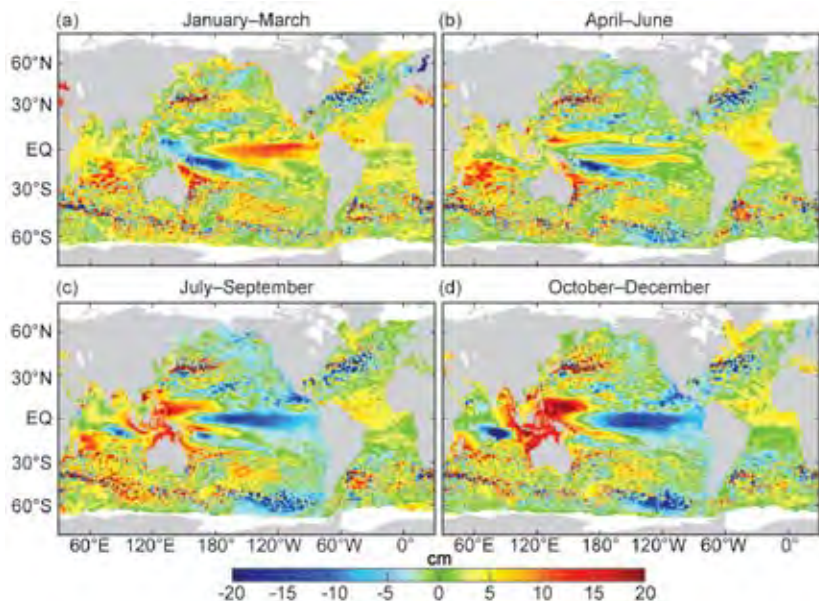 (a) January–March
(b) April–June
60°N
30°N
EQ
30°S
60°S
(c) July–September
(d) October–December
60°N
30°N
EQ
30°S
60°S
60°E 120°E 180° 120°W 60°W 0°
60°E 120°E 180° 120°W 60°W 0°
cm
-20 -15 -10 -5 0 5 10 15 20